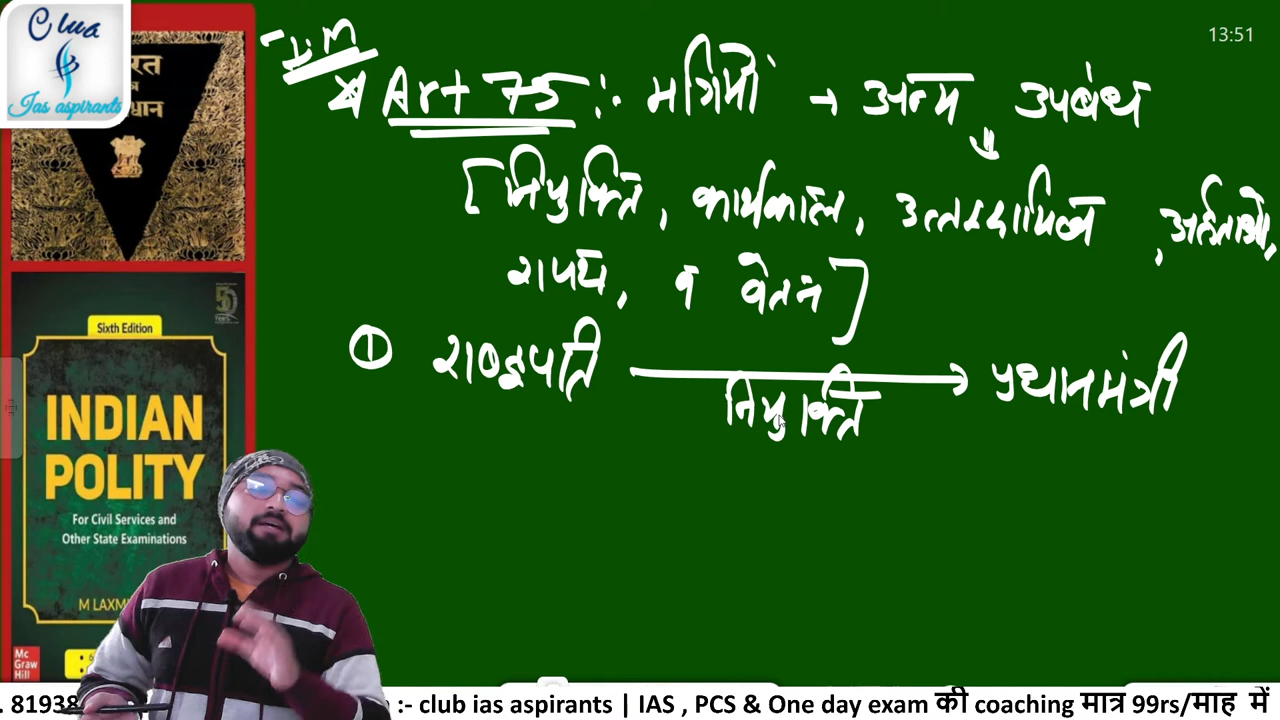 Club
Ias aspirants
13:51
Imp
Art 75 :- मंत्रियों → अन्य उपबंध
[नियुक्ति, कार्यकाल, उत्तरदायित्व, अर्हताओं,
शपथ, व वेतन]
① राष्ट्रपति → प्रधानमंत्री
नियुक्ति
Sixth Edition
INDIAN
POLITY
For Civil Services and
Other State Examinations
M LAXMI
Mc
Graw
Hill
. 81938 :- club ias aspirants | IAS , PCS & One day exam की coaching मात्र 99rs/माह में